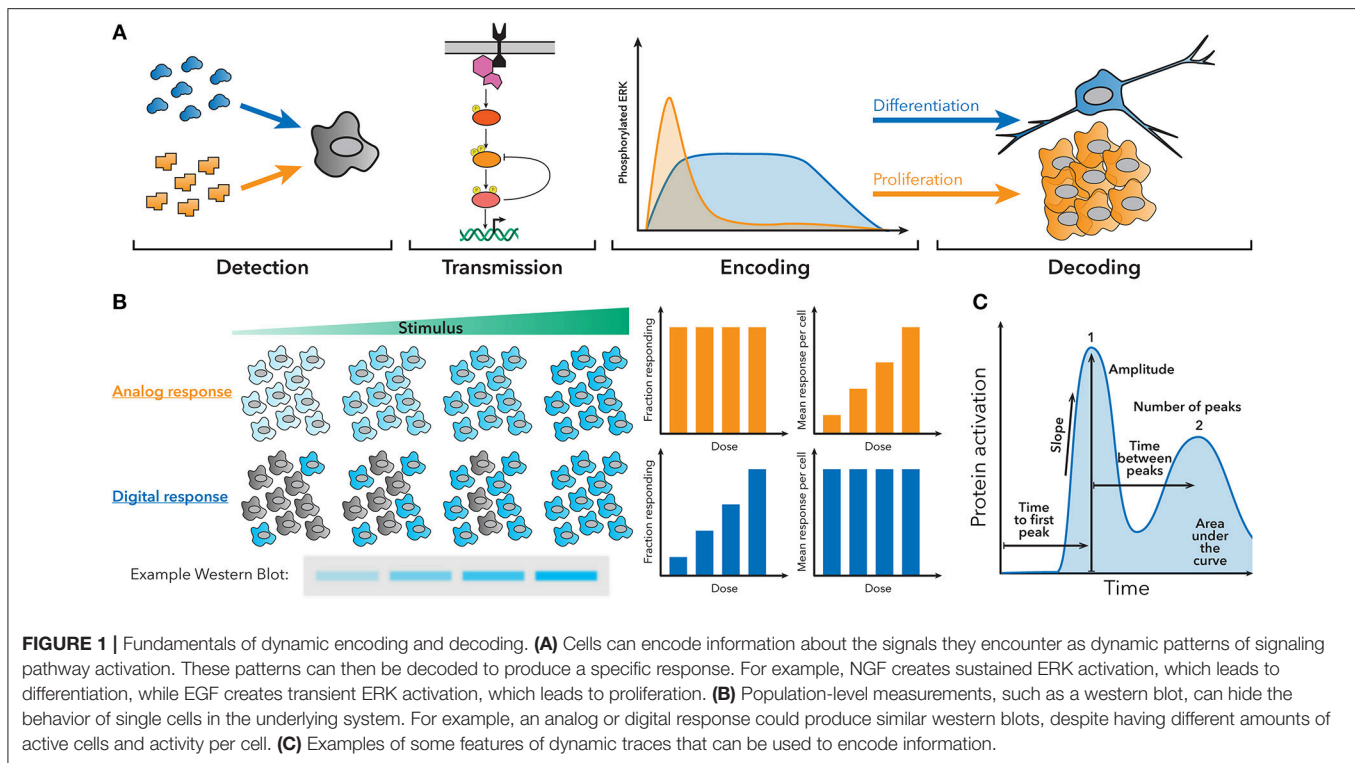 A
Phosphorylated ERK
Differentiation
Proliferation
P
P P
P P
Detection
Transmission
Encoding
Decoding
B
Stimulus
Analog response
Digital response
Example Western Blot:
Fraction responding
Dose
Mean response per cell
Dose
Fraction responding
Dose
Mean response per cell
Dose
C
Protein activation
1
Amplitude
Slope
Number of peaks
2
Time
between
peaks
Time
to first
peak
Area
under
the
curve
Time
FIGURE 1 | Fundamentals of dynamic encoding and decoding. (A) Cells can encode information about the signals they encounter as dynamic patterns of signaling
pathway activation. These patterns can then be decoded to produce a specific response. For example, NGF creates sustained ERK activation, which leads to
differentiation, while EGF creates transient ERK activation, which leads to proliferation. (B) Population-level measurements, such as a western blot, can hide the
behavior of single cells in the underlying system. For example, an analog or digital response could produce similar western blots, despite having different amounts of
active cells and activity per cell. (C) Examples of some features of dynamic traces that can be used to encode information.